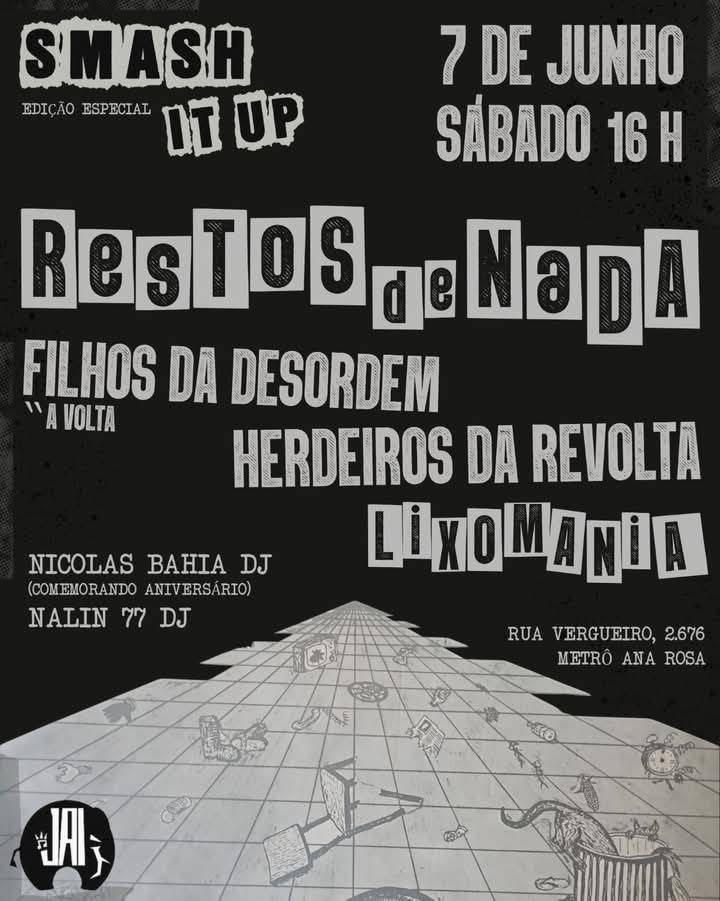 SMASH
IT UP
EDIÇÃO ESPECIAL
7 DE JUNHO
SÁBADO 16 H
ResTOS de NaDA
FILHOS DA DESORDEM
"A VOLTA
HERDEIROS DA REVOLTA
LiXOMANiA
NICOLAS BAHIA DJ
(COMEMORANDO ANIVERSÁRIO)
NALIN 77 DJ
RUA VERGUEIRO, 2.676
METRÔ ANA ROSA
JAI